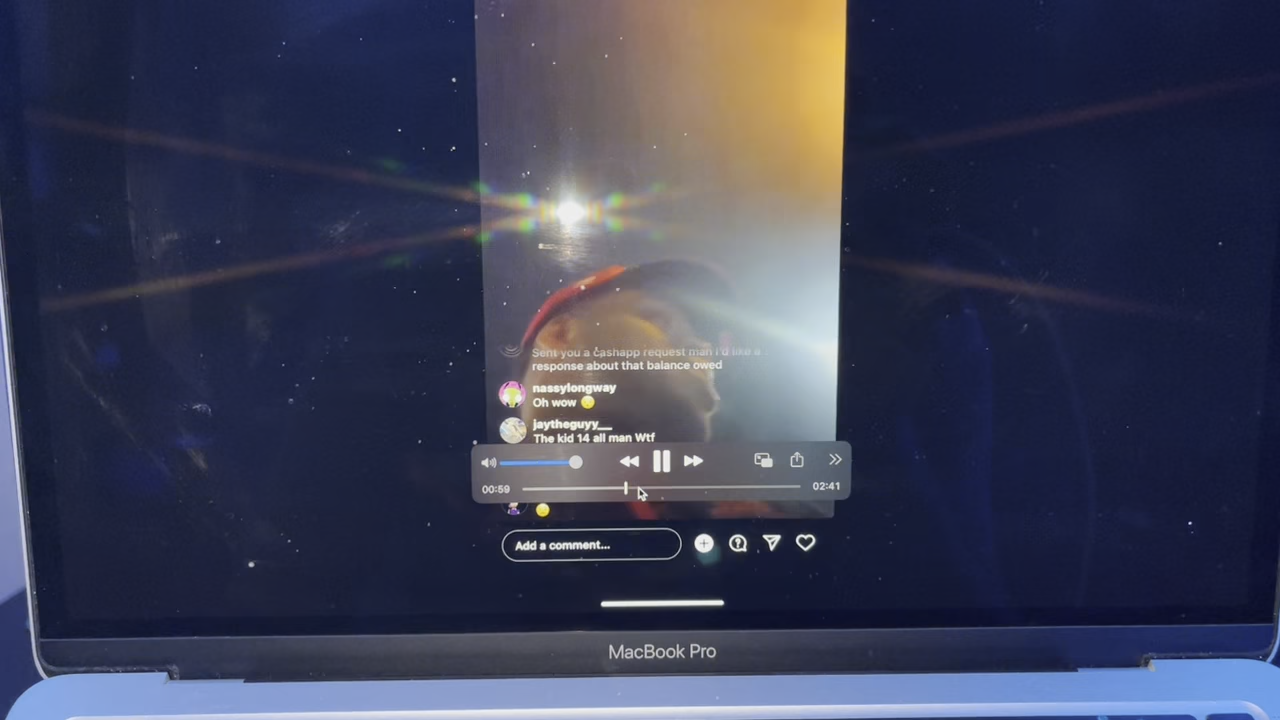 Sent you a cashapp request man i'd like a
response about that balance owed
nassylongway
Oh wow 😕
jaytheguyy__
The kid 14 all man Wtf
00:59
02:41
Add a comment...
MacBook Pro